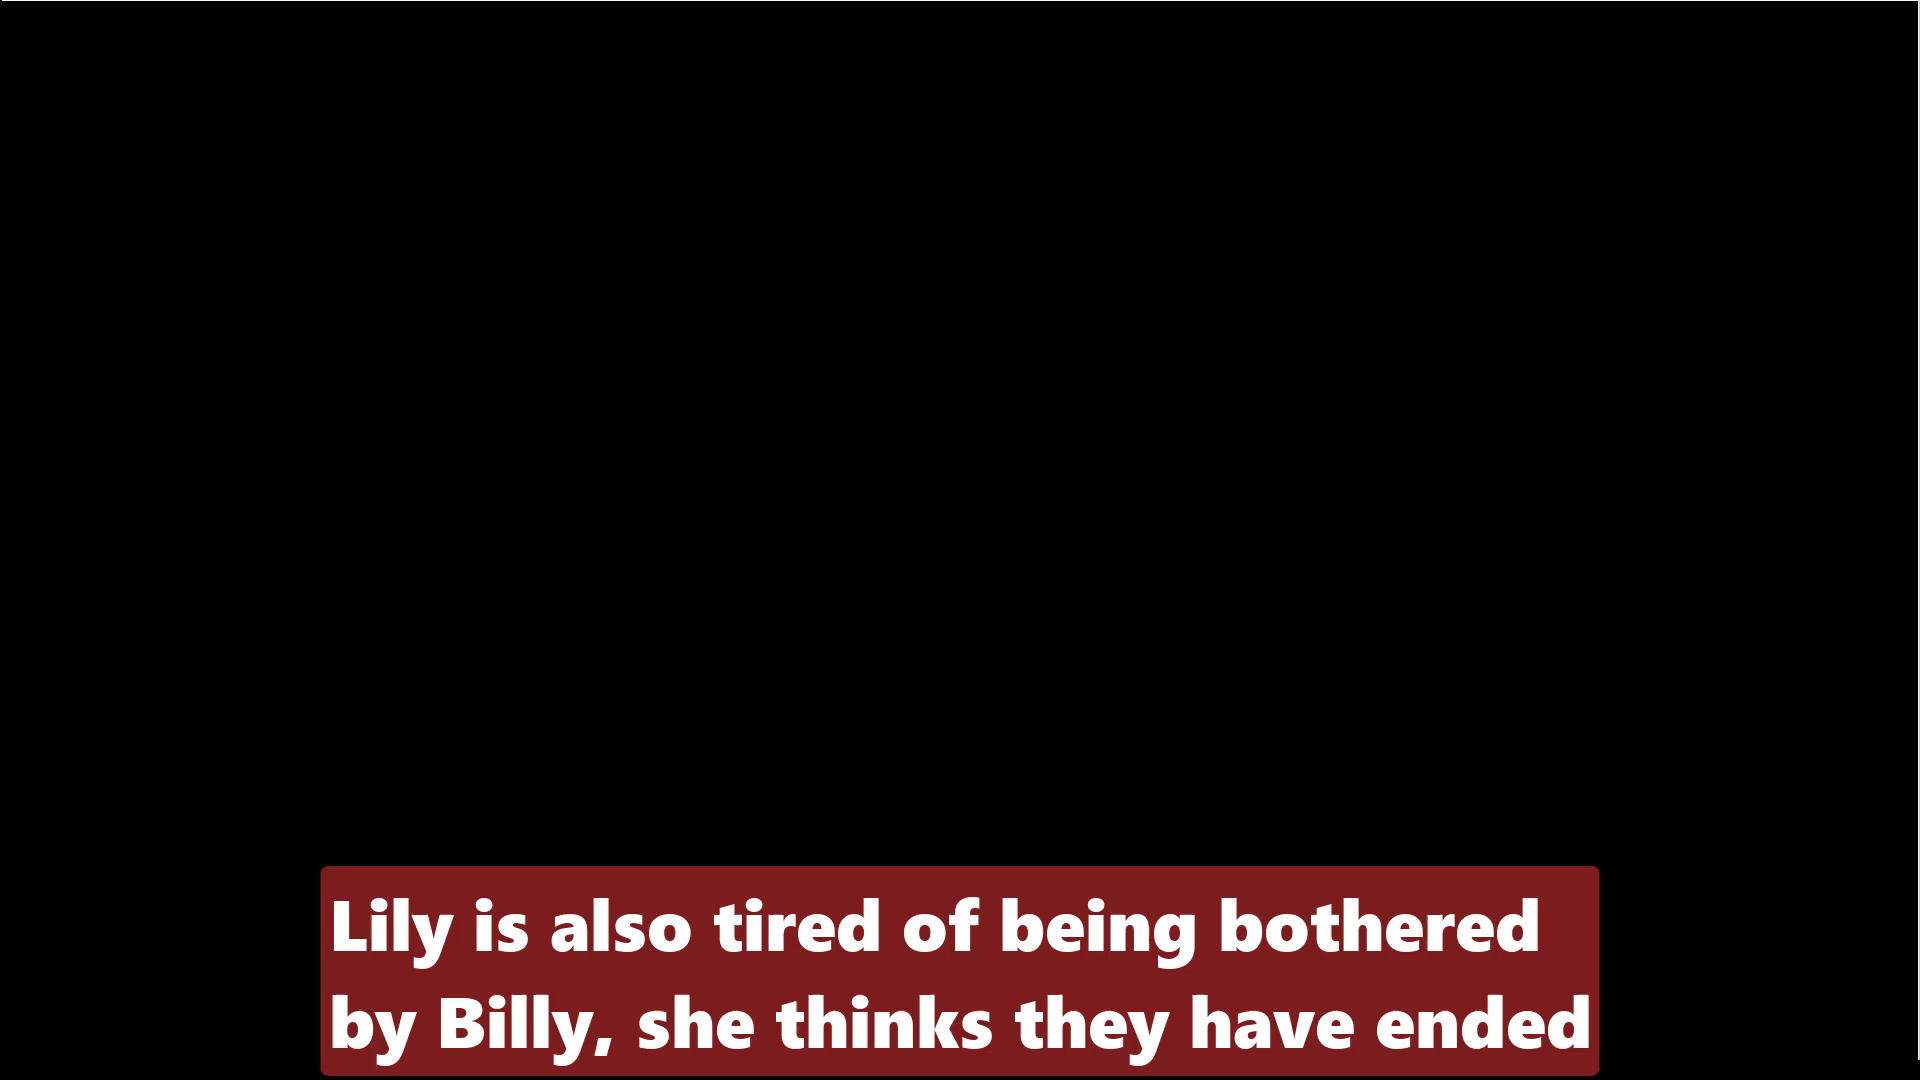 Lily is also tired of being bothered
by Billy, she thinks they have ended